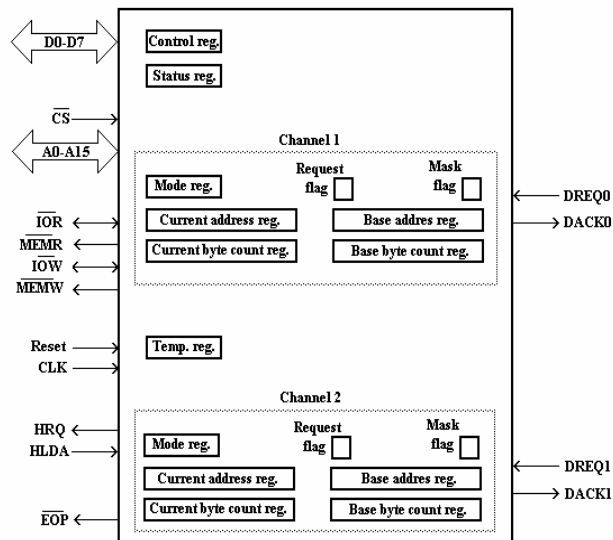 D0-D7
Control reg.
Status reg.
CS
Channel 1
A0-A15
Request
flag
Mask
flag
Mode reg.
DREQ0
Current address reg.
Base addres reg.
IOR
DACK0
MEMR
Current byte count reg.
Base byte count reg.
IOW
MEMW
Reset
Temp. reg.
CLK
Channel 2
HRQ
Request
flag
Mask
flag
Mode reg.
HLDA
DREQ1
Current address reg.
Base addres reg.
DACK1
Current byte count reg.
Base byte count reg.
EOP